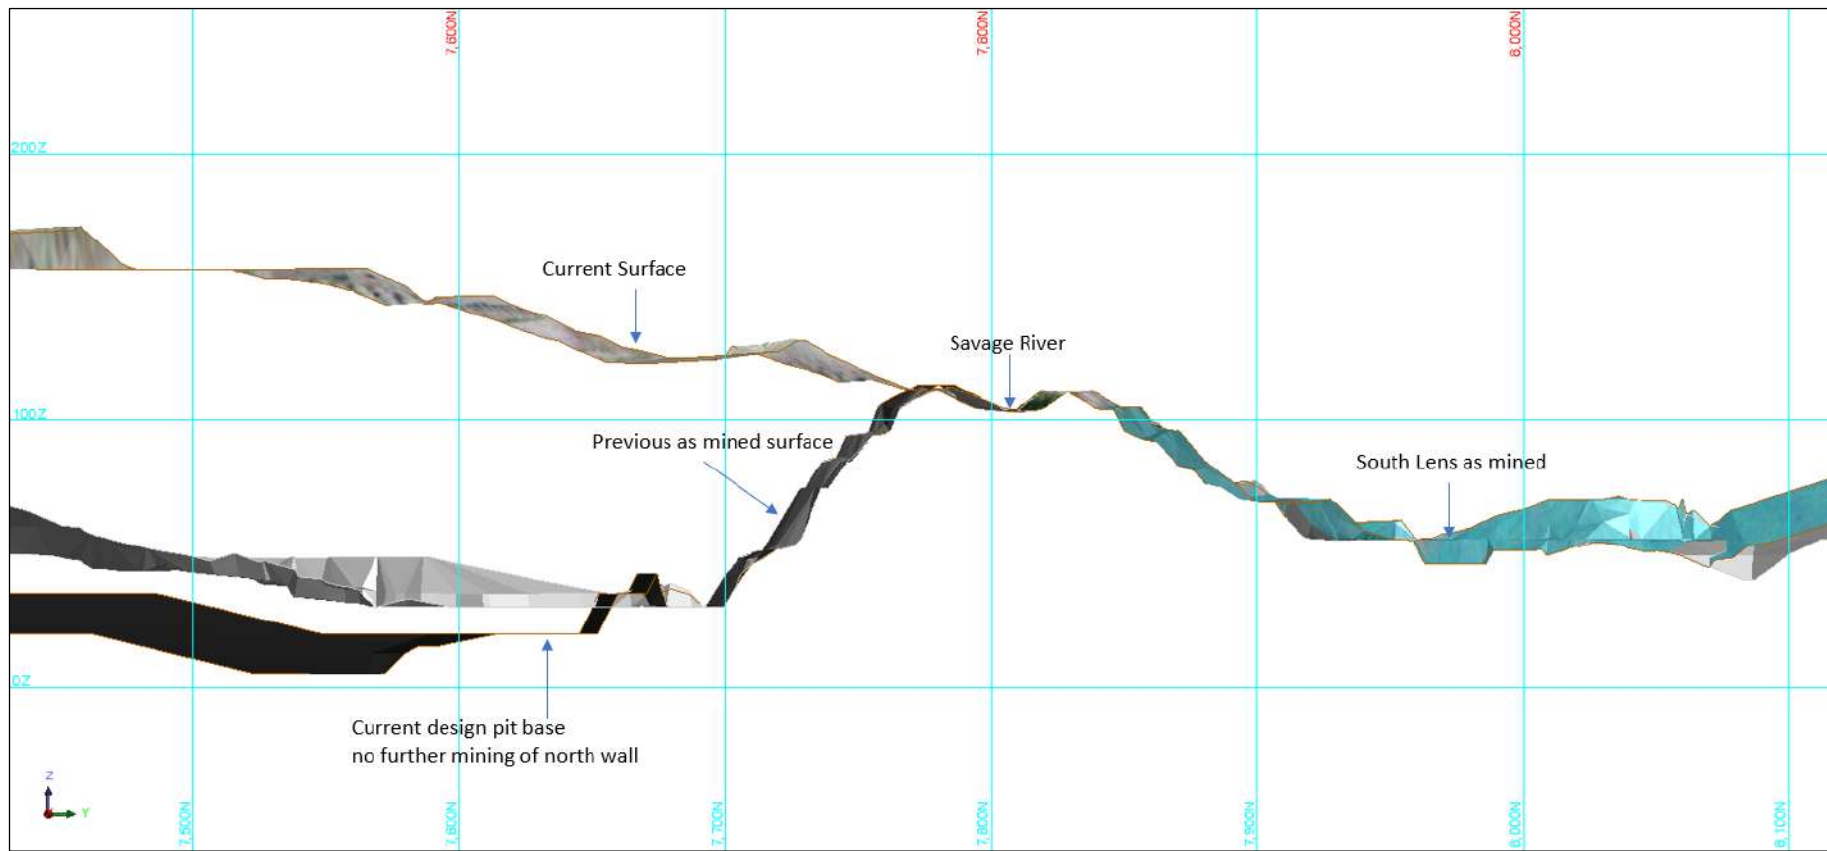 7,600N
7,800N
8,000N
200Z
Current Surface
Savage River
100Z
Previous as mined surface
South Lens as mined
0Z
Current design pit base
no further mining of north wall
Z
Y
7,500N
7,600N
7,700N
7,800N
7,900N
8,000N
8,100N